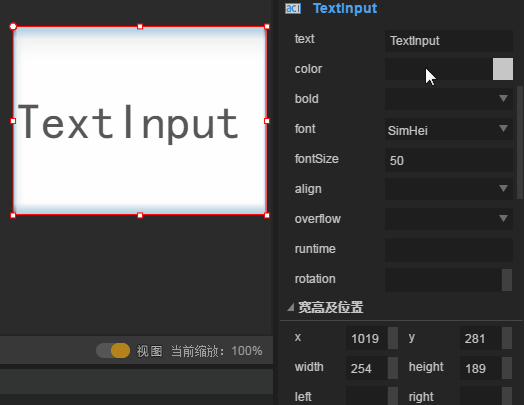 TextInput
TextInput
text TextInput
color
bold
font SimHei
fontSize 50
align
overflow
runtime
rotation
宽高及位置
x 1019 y 281
width 254 height 189
left right
视图 当前缩放：100%